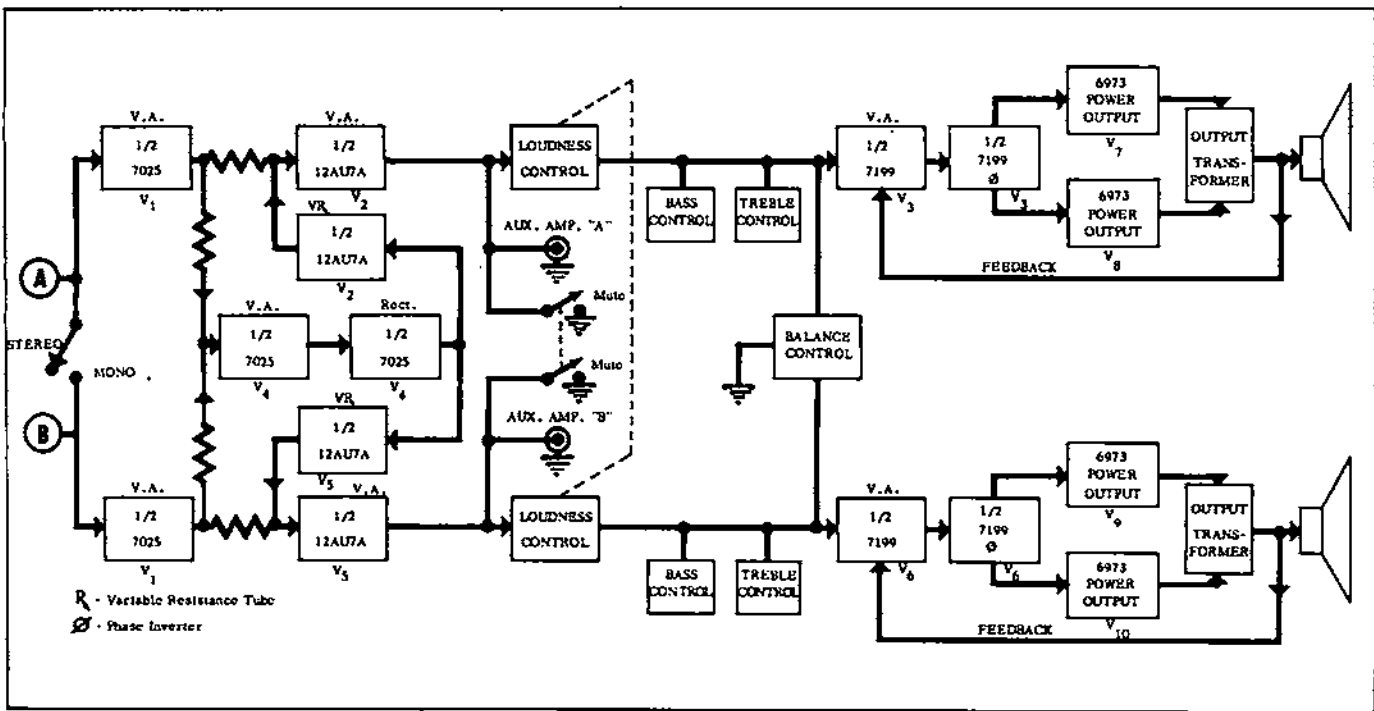 V.A.
1/2
7025
V1
V.A.
1/2
12AU7A
V2
VR
1/2
12AU7A
V2
V.A.
1/2
7025
V4
Rect.
1/2
7025
V4
VR
1/2
12AU7A
V5
V.A.
1/2
12AU7A
V5
V.A.
1/2
7025
V1
A
STEREO
MONO
B
LOUDNESS
CONTROL
AUX. AMP. "A"
Mute
Mute
AUX. AMP. "B"
LOUDNESS
CONTROL
BASS
CONTROL
TREBLE
CONTROL
BALANCE
CONTROL
BASS
CONTROL
TREBLE
CONTROL
V.A.
1/2
7199
V3
1/2
7199
Ø
V3
6973
POWER
OUTPUT
V7
6973
POWER
OUTPUT
V8
OUTPUT
TRANS-
FORMER
FEEDBACK
V.A.
1/2
7199
V6
1/2
7199
Ø
V6
6973
POWER
OUTPUT
V9
6973
POWER
OUTPUT
V10
OUTPUT
TRANS-
FORMER
FEEDBACK
R - Variable Resistance Tube
Ø - Phase Inverter